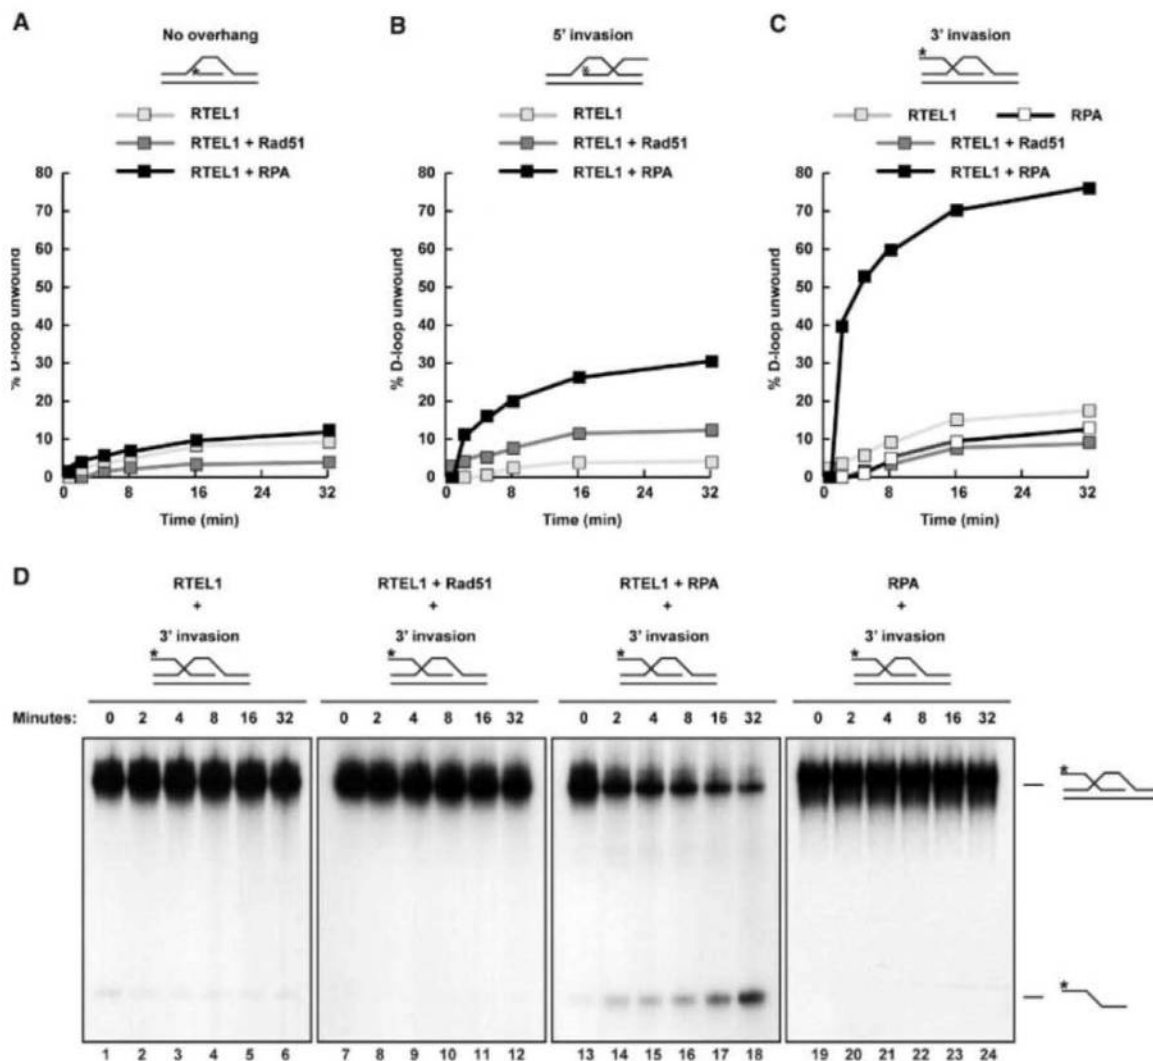 A
No overhang
RTEL1
RTEL1 + Rad51
RTEL1 + RPA
% D-loop unwound
80
70
60
50
40
30
20
10
0
0 8 16 24 32
Time (min)
B
5' invasion
RTEL1
RTEL1 + Rad51
RTEL1 + RPA
% D-loop unwound
80
70
60
50
40
30
20
10
0
0 8 16 24 32
Time (min)
C
3' invasion
RTEL1 RPA
RTEL1 + Rad51
RTEL1 + RPA
% D-loop unwound
80
70
60
50
40
30
20
10
0
0 8 16 24 32
Time (min)
D
RTEL1 RTEL1 + Rad51 RTEL1 + RPA RPA
+ + + +
3' invasion 3' invasion 3' invasion 3' invasion
* * * *
Minutes: 0 2 4 8 16 32 0 2 4 8 16 32 0 2 4 8 16 32 0 2 4 8 16 32
*
*
1 2 3 4 5 6 7 8 9 10 11 12 13 14 15 16 17 18 19 20 21 22 23 24